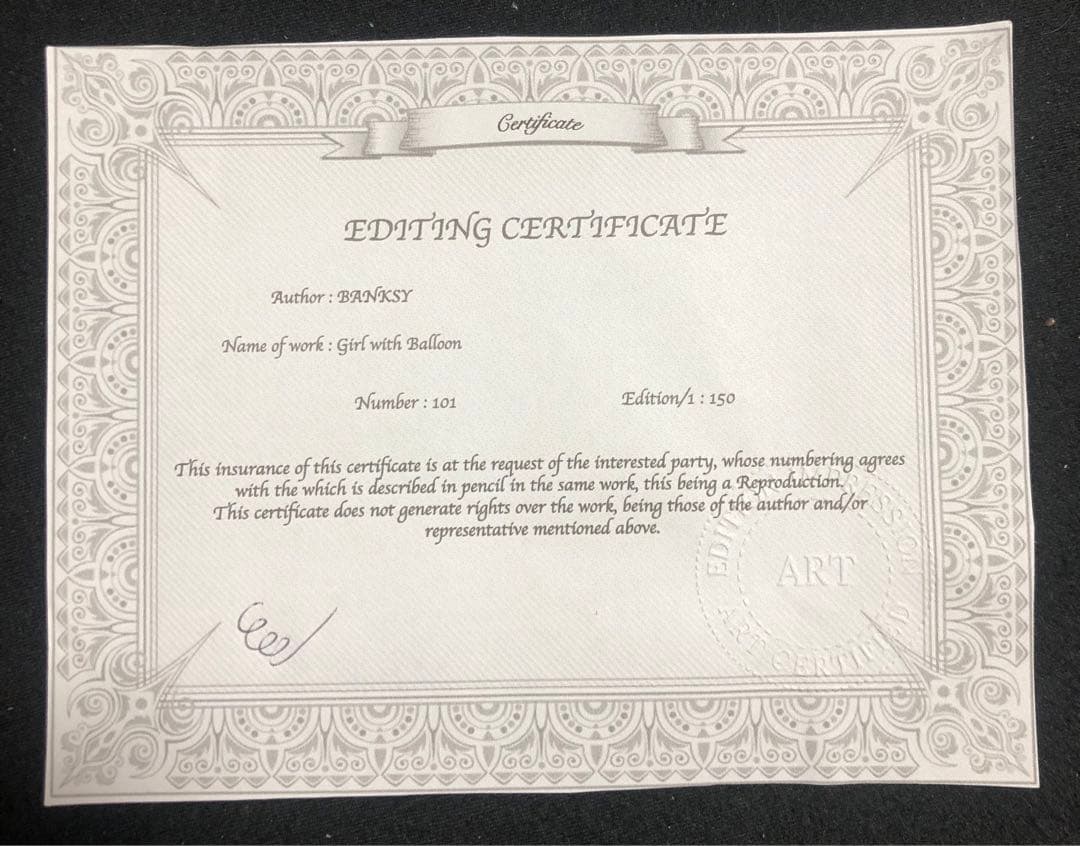 Certificate
EDITING CERTIFICATE
Author : BANKSY
Name of work : Girl with Balloon
Number : 101
Edition/1 : 150
This insurance of this certificate is at the request of the interested party, whose numbering agrees
with the which is described in pencil in the same work, this being a Reproduction.
This certificate does not generate rights over the work, being those of the author and/or
representative mentioned above.
ART
ART CERTIFIED